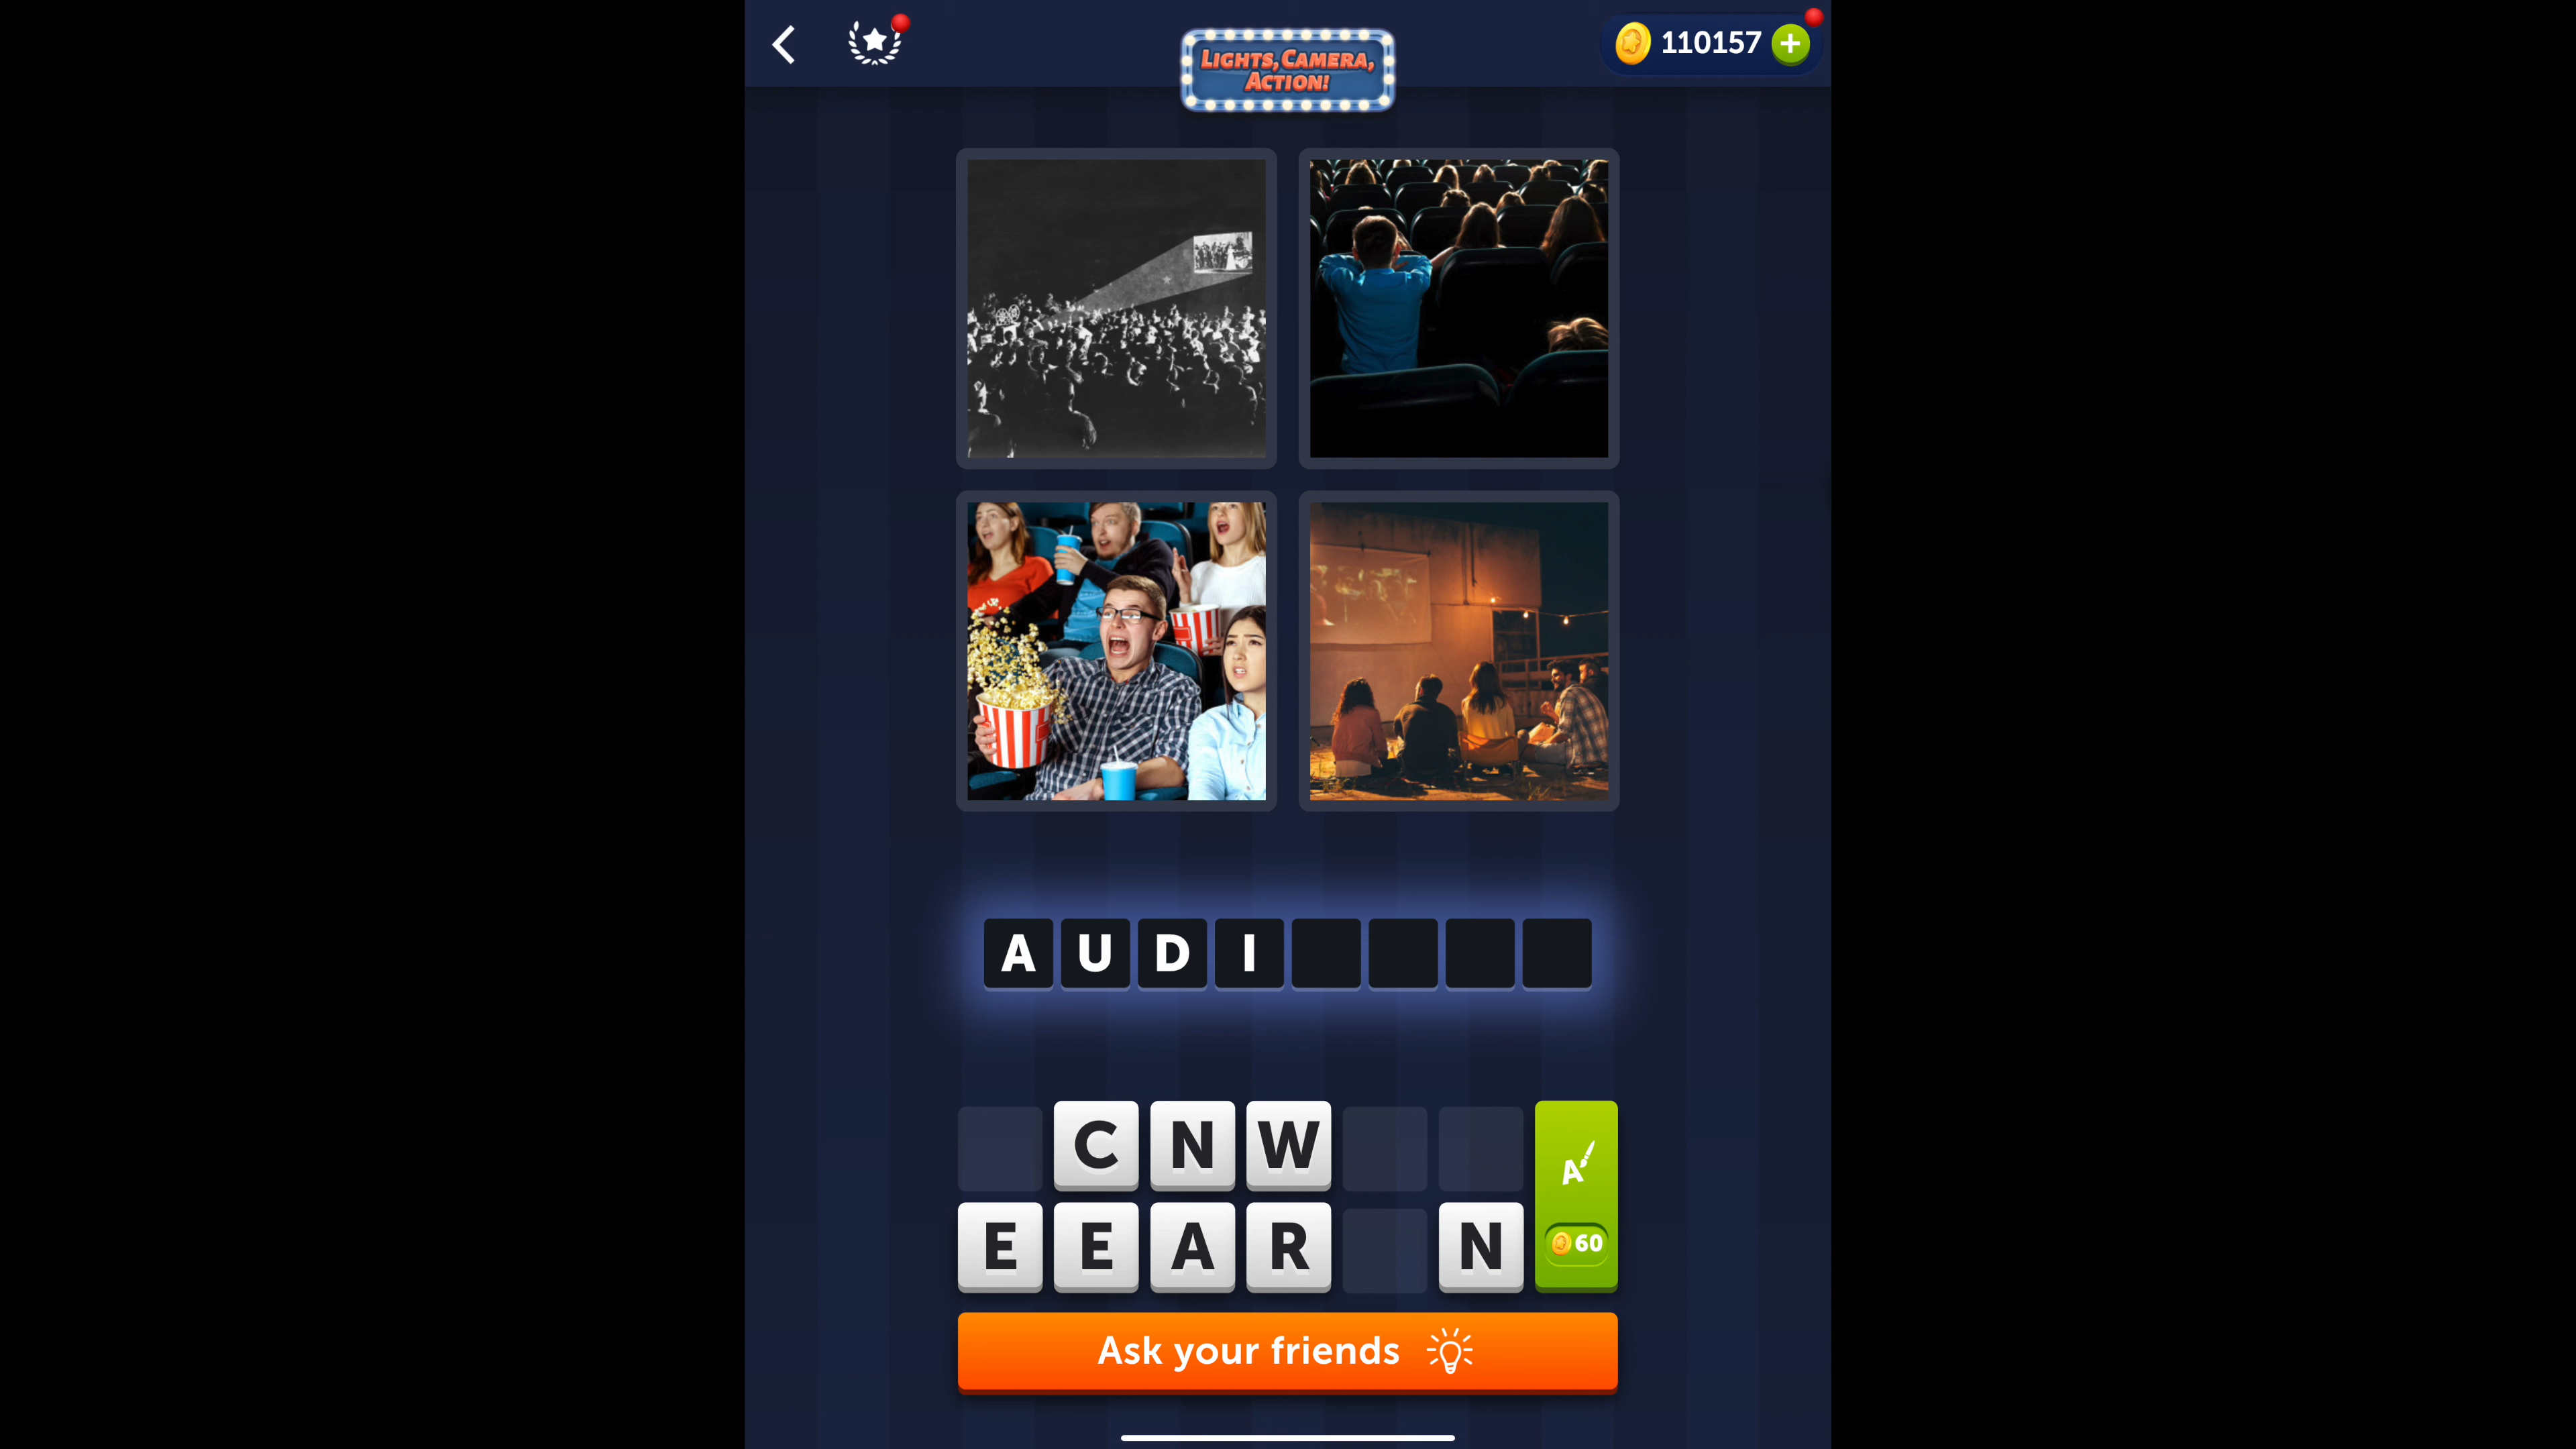 LIGHTS, CAMERA,
ACTION!
110157
A U D I
C N W
E E A R N
A
60
Ask your friends